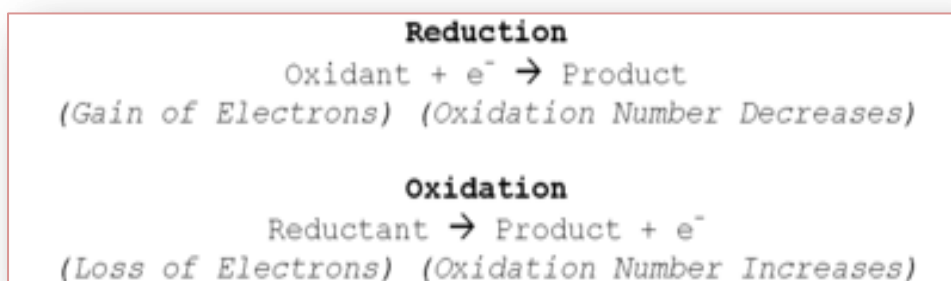 Reduction
Oxidant + e⁻ → Product
(Gain of Electrons) (Oxidation Number Decreases)
Oxidation
Reductant → Product + e⁻
(Loss of Electrons) (Oxidation Number Increases)